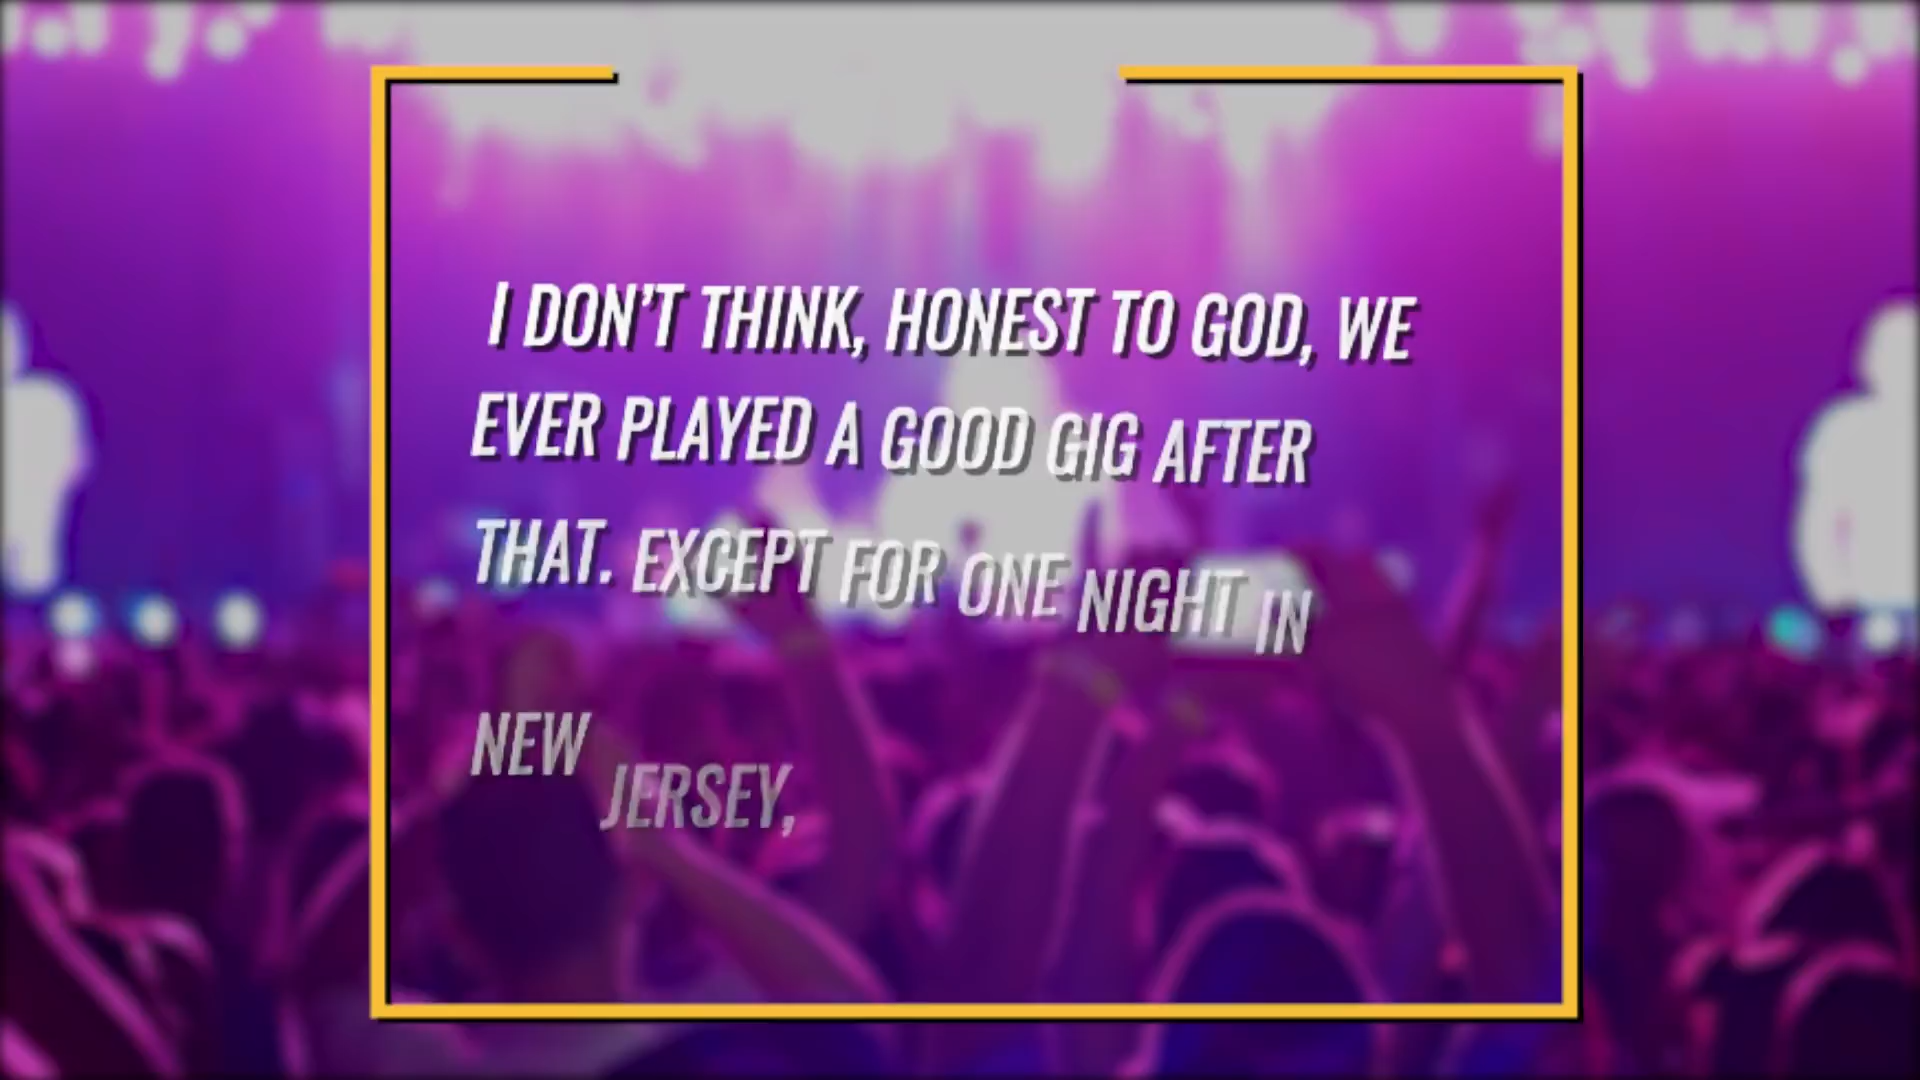 I DON'T THINK, HONEST TO GOD, WE
EVER PLAYED A GOOD GIG AFTER
THAT. EXCEPT FOR ONE NIGHT IN
NEW JERSEY,